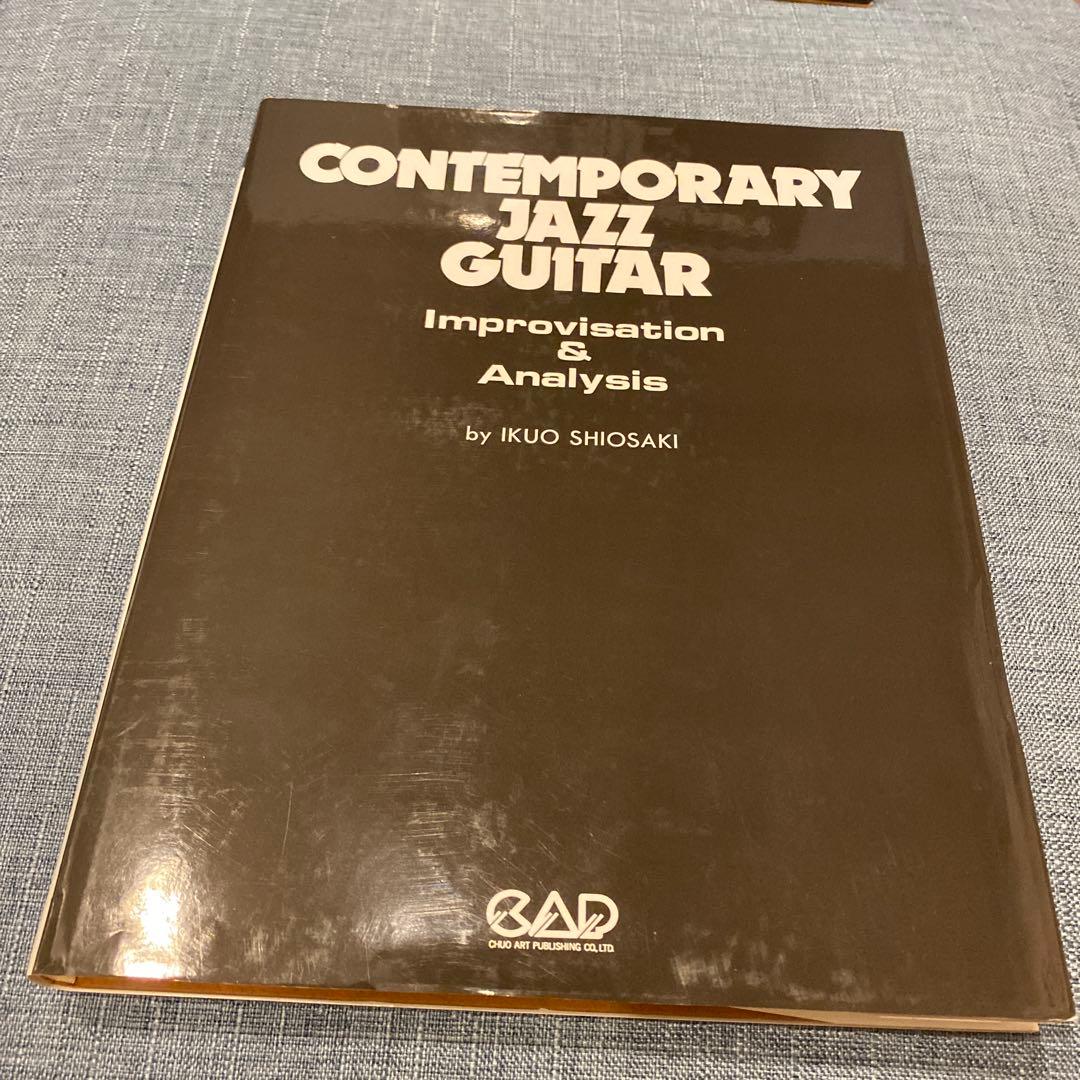 CONTEMPORARY
JAZZ
GUITAR
Improvisation
&
Analysis
by IKUO SHIOSAKI
CAP
CHUO ART PUBLISHING CO., LTD.